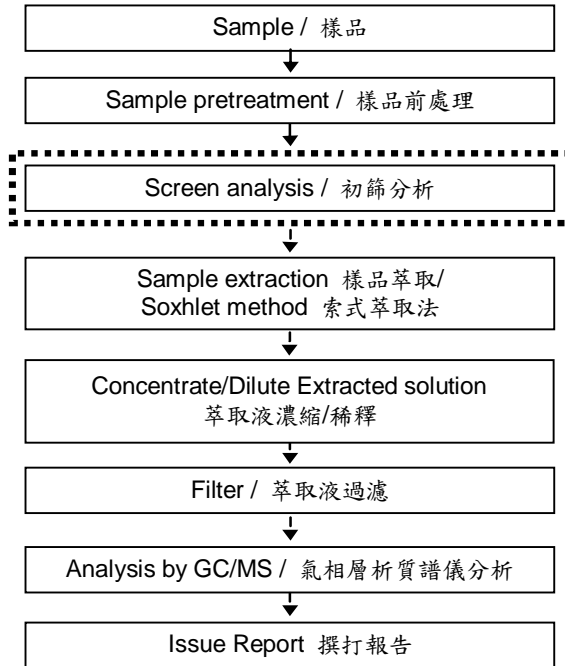 Sample / 樣品
Sample pretreatment / 樣品前處理
Screen analysis / 初篩分析
Sample extraction 樣品萃取/
Soxhlet method 索式萃取法
Concentrate/Dilute Extracted solution
萃取液濃縮/稀釋
Filter / 萃取液過濾
Analysis by GC/MS / 氣相層析質譜儀分析
Issue Report 撰打報告